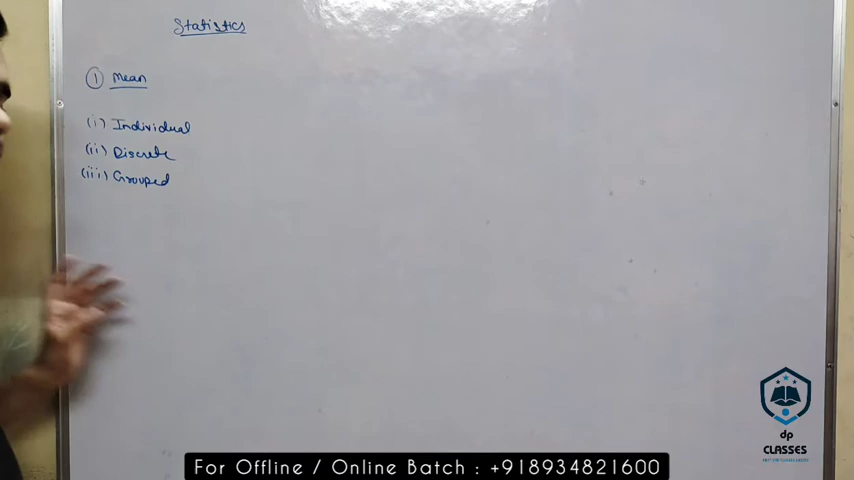 Statistics
① Mean
(i) Individual
(ii) Discrete
(iii) Grouped
dp
CLASSES
For Offline / Online Batch : +918934821600